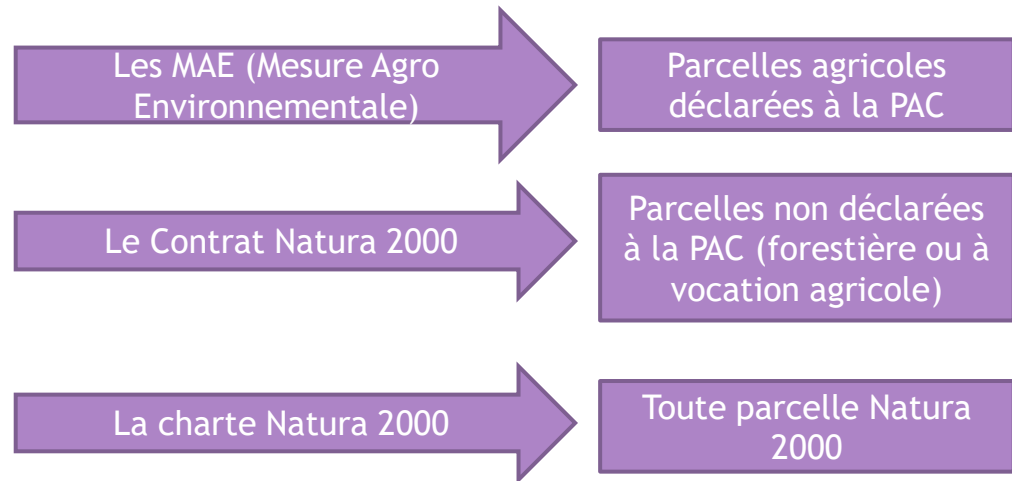 Les MAE (Mesure Agro
Environnementale)
Parcelles agricoles
déclarées à la PAC
Le Contrat Natura 2000
Parcelles non déclarées
à la PAC (forestière ou à
vocation agricole)
La charte Natura 2000
Toute parcelle Natura
2000